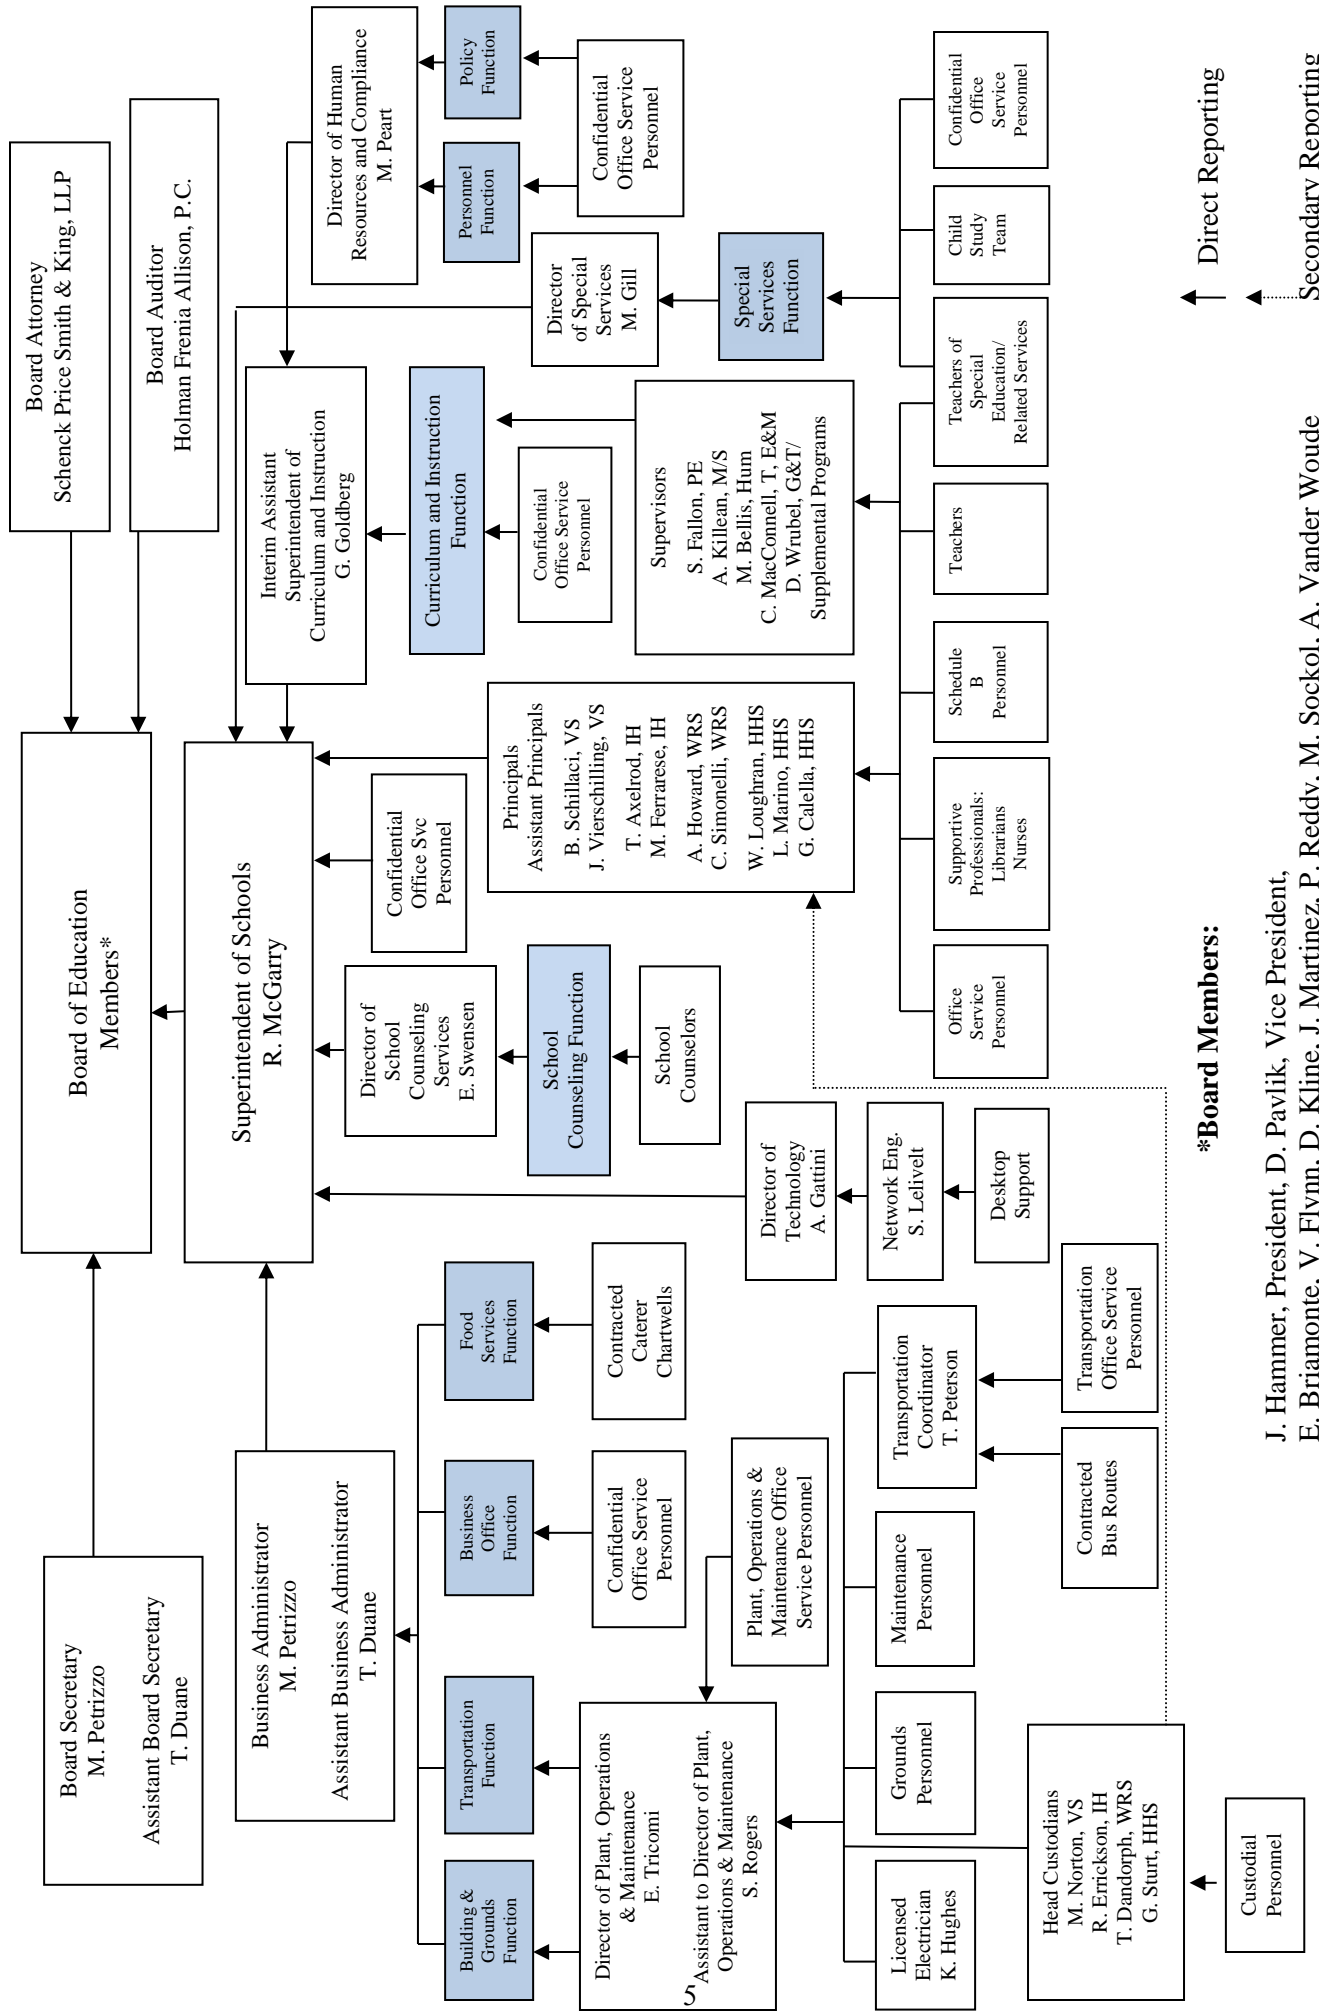 Board Attorney
Schenck Price Smith & King, LLP
Board Auditor
Holman Frenia Allison, P.C.
Board of Education
Members*
Board Secretary
M. Petrizzo
Assistant Board Secretary
T. Duane
Superintendent of Schools
R. McGarry
Business Administrator
M. Petrizzo
Assistant Business Administrator
T. Duane
Interim Assistant
Superintendent of
Curriculum and Instruction
G. Goldberg
Director of Human
Resources and Compliance
M. Peart
Building &
Grounds
Function
Transportation
Function
Business
Office
Function
Food
Services
Function
Director of
School
Counseling
Services
E. Swensen
Confidential
Office Svc
Personnel
Curriculum and Instruction
Function
Personnel
Function
Policy
Function
Director of Plant, Operations
& Maintenance
E. Tricomi
Assistant to Director of Plant,
Operations & Maintenance
S. Rogers
Confidential
Office Service
Personnel
Contracted
Caterer
Chartwells
School
Counseling Function
School
Counselors
Principals
Assistant Principals
B. Schillaci, VS
J. Vierschilling, VS
T. Axelrod, IH
M. Ferrarese, IH
A. Howard, WRS
C. Simonelli, WRS
W. Loughran, HHS
L. Marino, HHS
G. Calella, HHS
Confidential
Office Service
Personnel
Director
of Special
Services
M. Gill
Confidential
Office Service
Personnel
Supervisors
S. Fallon, PE
A. Killean, M/S
M. Bellis, Hum
C. MacConnell, T, E&M
D. Wrubel, G&T/
Supplemental Programs
Special
Services
Function
Plant, Operations &
Maintenance Office
Service Personnel
Director of
Technology
A. Gattini
Network Eng.
S. Lelivelt
Desktop
Support
Licensed
Electrician
K. Hughes
Grounds
Personnel
Maintenance
Personnel
Transportation
Coordinator
T. Peterson
Office
Service
Personnel
Supportive
Professionals:
Librarians
Nurses
Schedule
B
Personnel
Teachers
Teachers of
Special
Education/
Related Services
Child
Study
Team
Confidential
Office
Service
Personnel
Head Custodians
M. Norton, VS
R. Errickson, IH
T. Dandorph, WRS
G. Sturt, HHS
Contracted
Bus Routes
Transportation
Office Service
Personnel
Custodial
Personnel
*Board Members:
Direct Reporting
J. Hammer, President, D. Pavlik, Vice President,
E. Briamonte, V. Flynn, D. Kline, J. Martinez, P. Reddy, M. Sockol, A. Vander Woude
Secondary Reporting
5